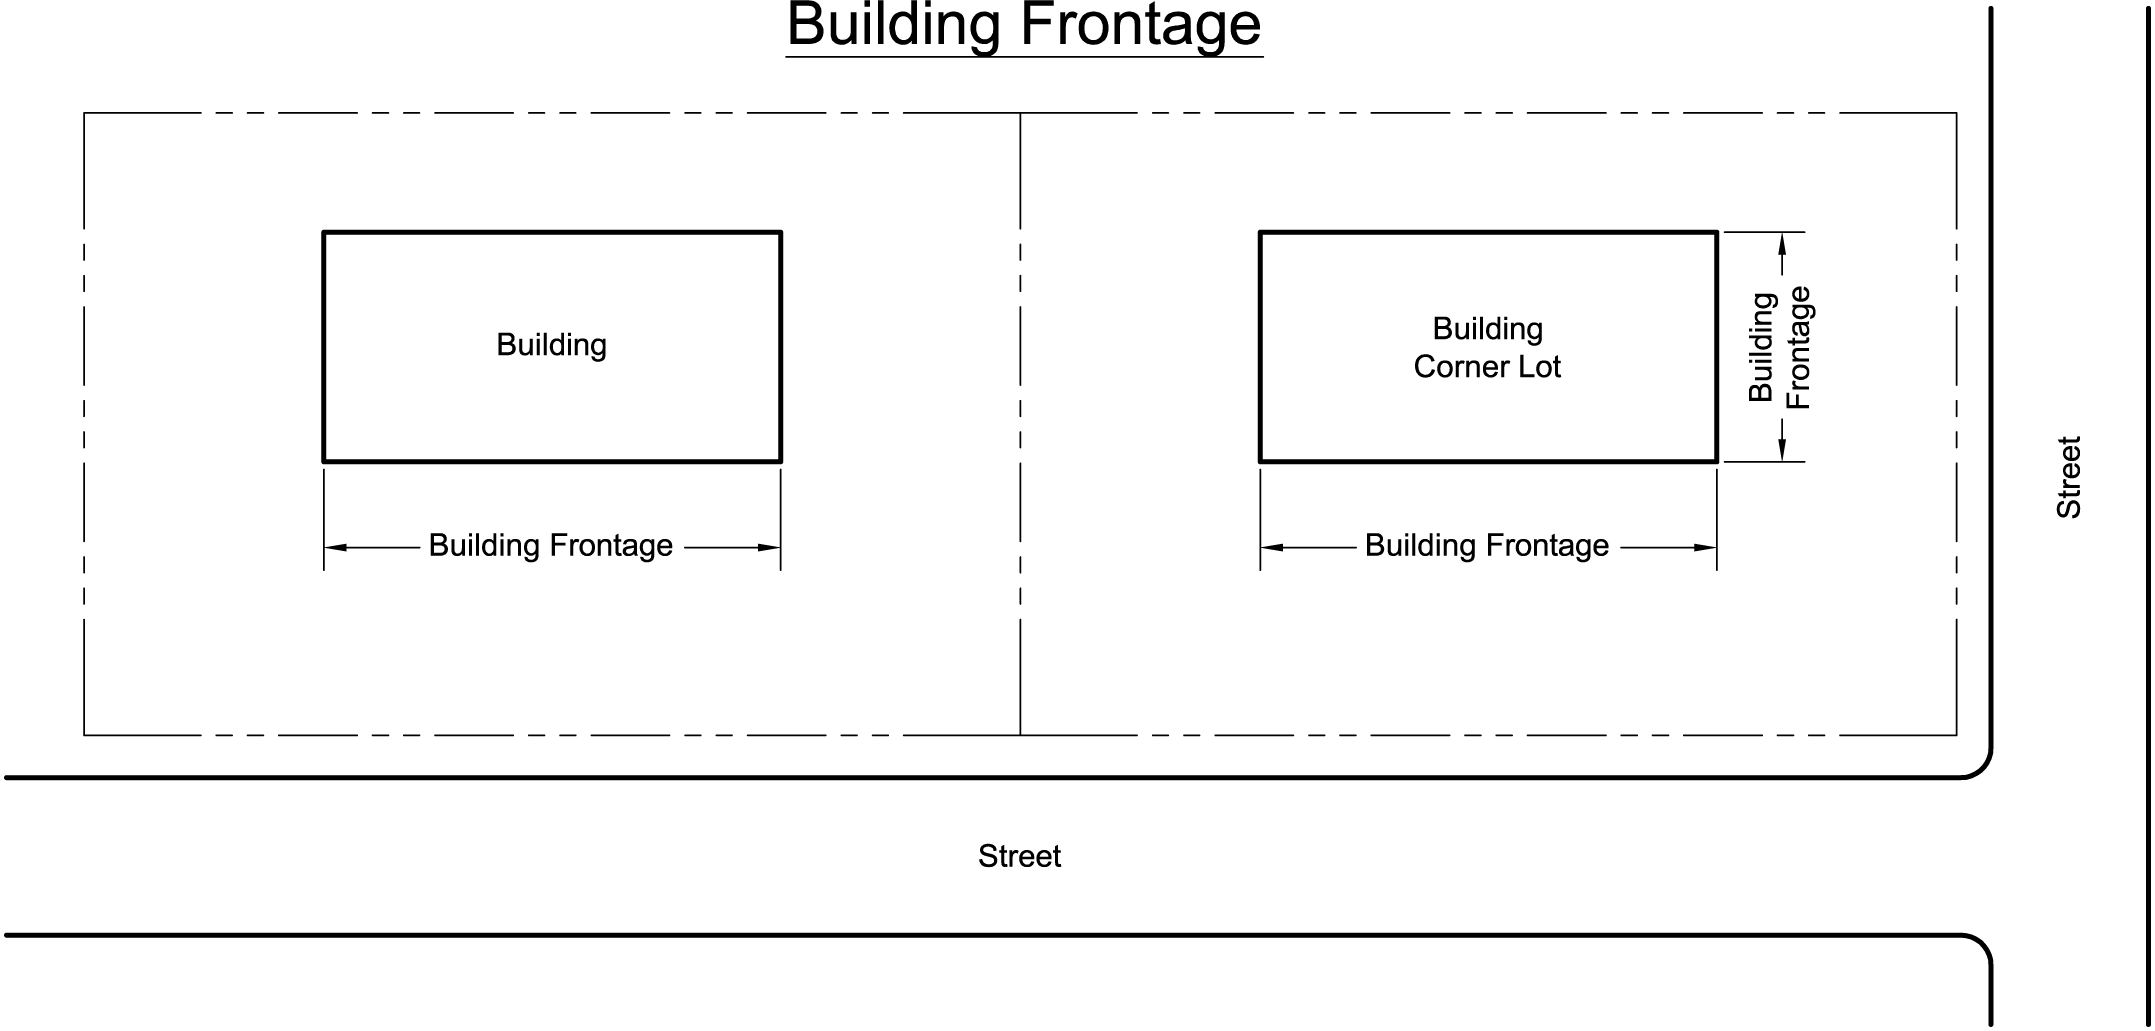 Building Frontage
Building
Building
Corner Lot
Building
Frontage
Building Frontage
Building Frontage
Street
Street